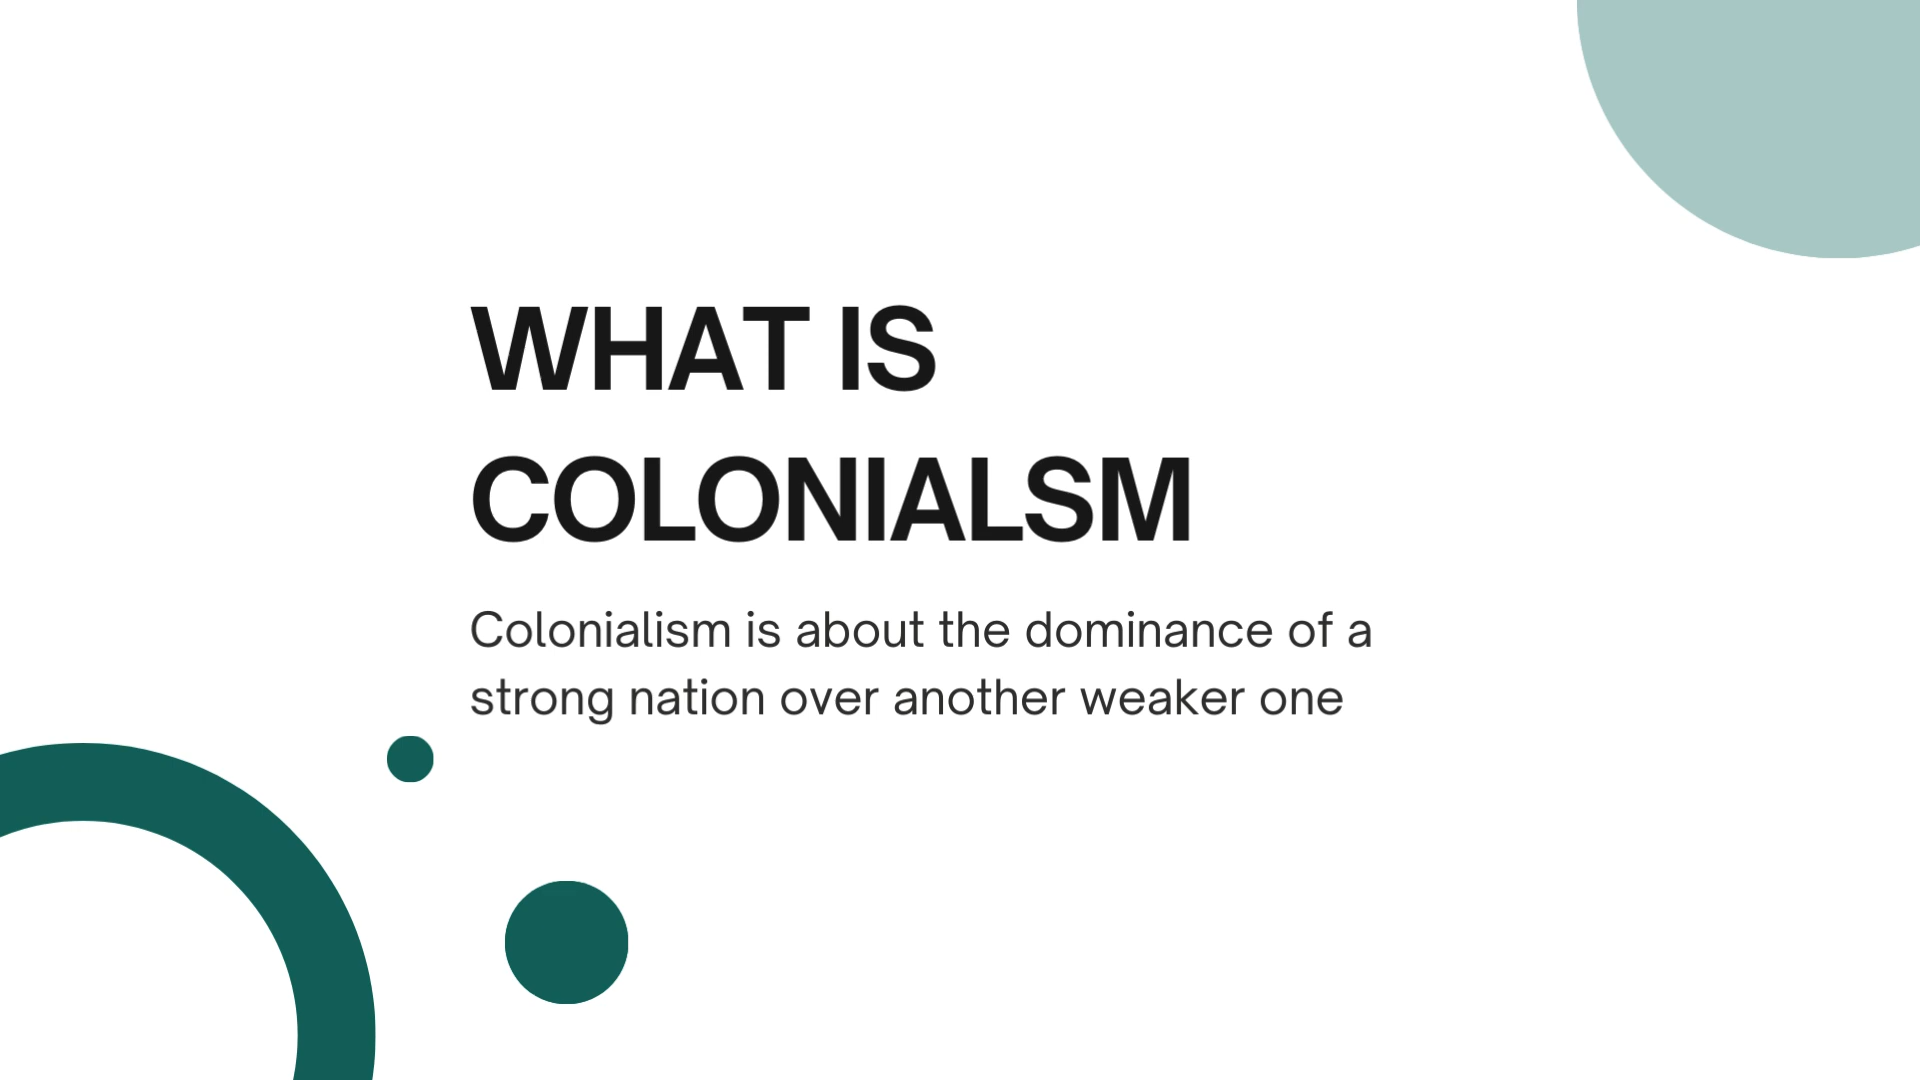 WHAT IS
COLONIALSM
Colonialism is about the dominance of a
strong nation over another weaker one